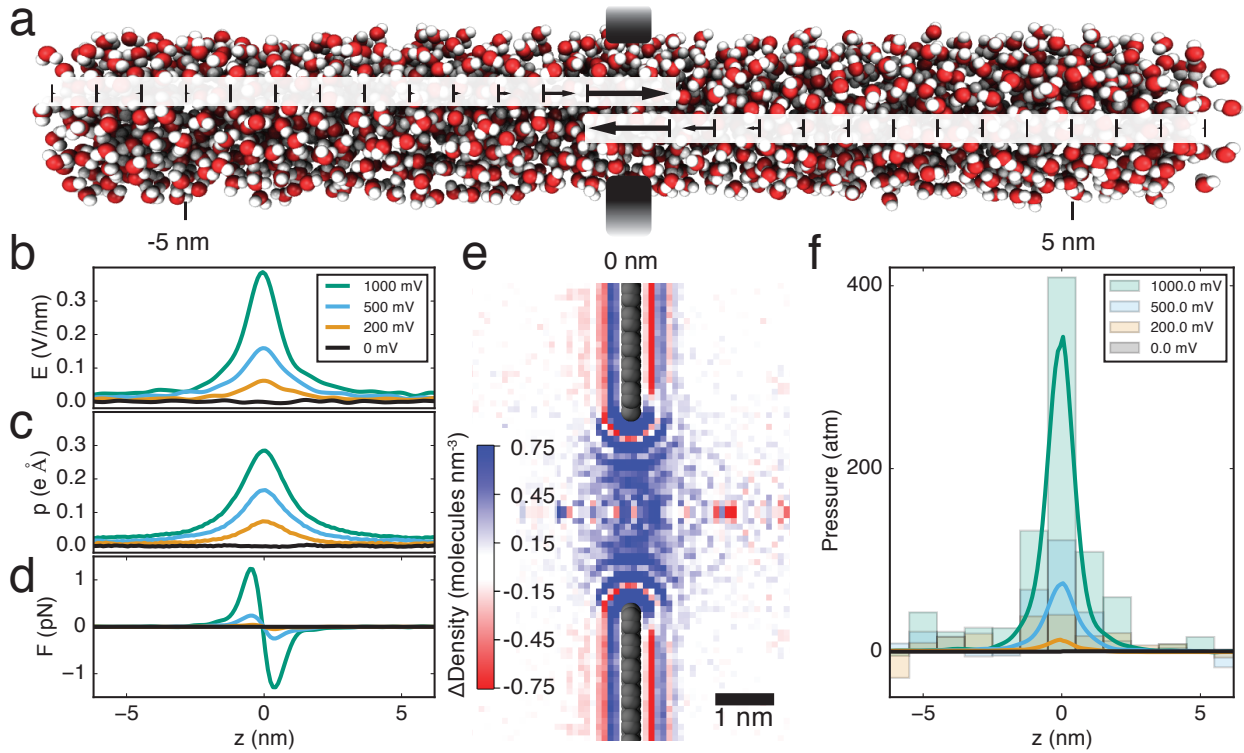 a
-5 nm
0 nm
5 nm
b
E (V/nm)
0.3
0.2
0.1
0.0
1000 mV
500 mV
200 mV
0 mV
c
p (e Å)
0.3
0.2
0.1
0.0
d
F (pN)
1
0
−1
−5
0
5
z (nm)
e
ΔDensity (molecules nm⁻³)
0.75
0.45
0.15
-0.15
-0.45
-0.75
1 nm
f
Pressure (atm)
400
200
0
1000.0 mV
500.0 mV
200.0 mV
0.0 mV
−5
0
5
z (nm)